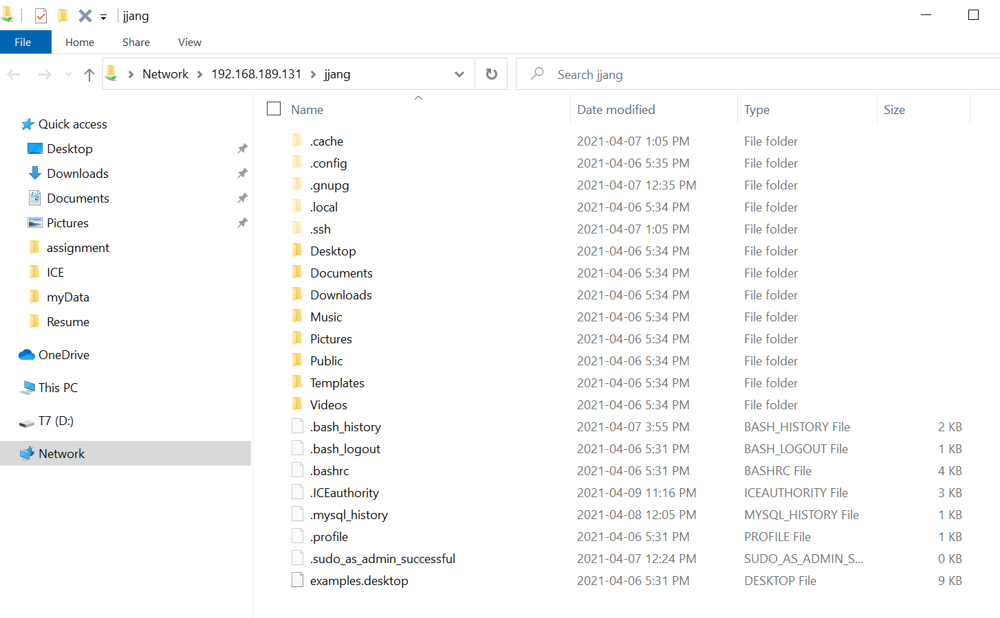 jjang
File Home Share View
Network 192.168.189.131 jjang Search jjang
Name Date modified Type Size
Quick access
Desktop
Downloads
Documents
Pictures
assignment
ICE
myData
Resume
OneDrive
This PC
T7 (D:)
Network
.cache 2021-04-07 1:05 PM File folder
.config 2021-04-06 5:35 PM File folder
.gnupg 2021-04-07 12:35 PM File folder
.local 2021-04-06 5:34 PM File folder
.ssh 2021-04-07 1:05 PM File folder
Desktop 2021-04-06 5:34 PM File folder
Documents 2021-04-06 5:34 PM File folder
Downloads 2021-04-06 5:34 PM File folder
Music 2021-04-06 5:34 PM File folder
Pictures 2021-04-06 5:34 PM File folder
Public 2021-04-06 5:34 PM File folder
Templates 2021-04-06 5:34 PM File folder
Videos 2021-04-06 5:34 PM File folder
.bash_history 2021-04-07 3:55 PM BASH_HISTORY File 2 KB
.bash_logout 2021-04-06 5:31 PM BASH_LOGOUT File 1 KB
.bashrc 2021-04-06 5:31 PM BASHRC File 4 KB
.ICEauthority 2021-04-09 11:16 PM ICEAUTHORITY File 3 KB
.mysql_history 2021-04-08 12:05 PM MYSQL_HISTORY File 1 KB
.profile 2021-04-06 5:31 PM PROFILE File 1 KB
.sudo_as_admin_successful 2021-04-07 12:24 PM SUDO_AS_ADMIN_S... 0 KB
examples.desktop 2021-04-06 5:31 PM DESKTOP File 9 KB